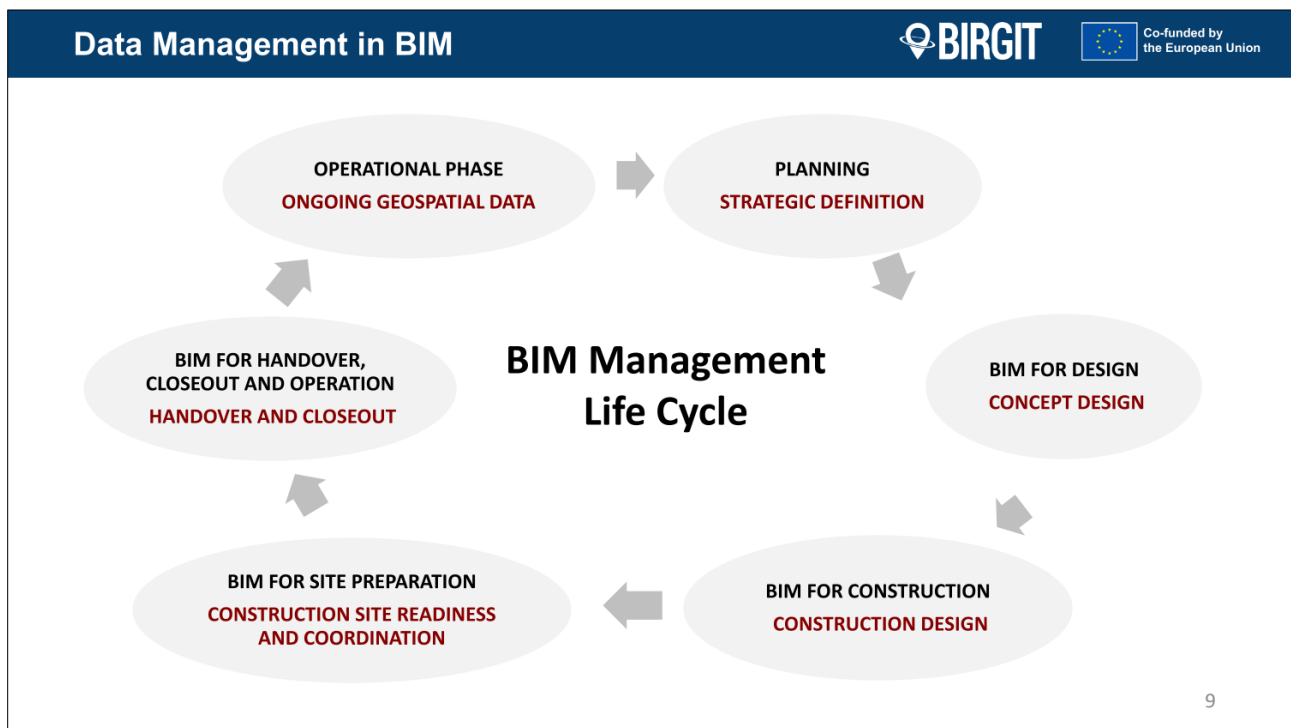 Data Management in BIM
BIRGIT
Co-funded by
the European Union
OPERATIONAL PHASE
ONGOING GEOSPATIAL DATA
PLANNING
STRATEGIC DEFINITION
BIM FOR HANDOVER,
CLOSEOUT AND OPERATION
HANDOVER AND CLOSEOUT
BIM Management
Life Cycle
BIM FOR DESIGN
CONCEPT DESIGN
BIM FOR SITE PREPARATION
CONSTRUCTION SITE READINESS
AND COORDINATION
BIM FOR CONSTRUCTION
CONSTRUCTION DESIGN
9